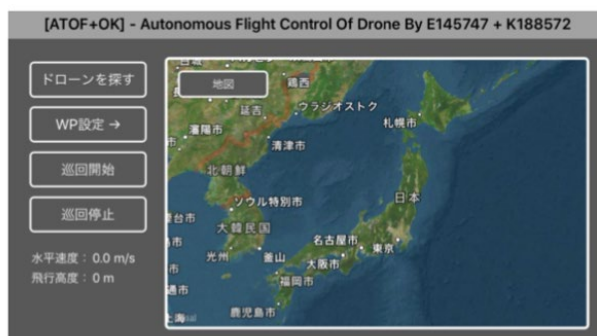 [ATOF+OK] - Autonomous Flight Control Of Drone By E145747 + K188572
ドローンを探す
WP設定 →
巡回開始
巡回停止
水平速度：0.0 m/s
飛行高度：0 m
地図
鶏西
延吉
ウラジオストク
瀋陽市
清津市
札幌市
北朝鮮
ソウル特別市
日本
大韓民国
名古屋市
東京
光州
釜山
大阪市
福岡市
鹿児島市
上海